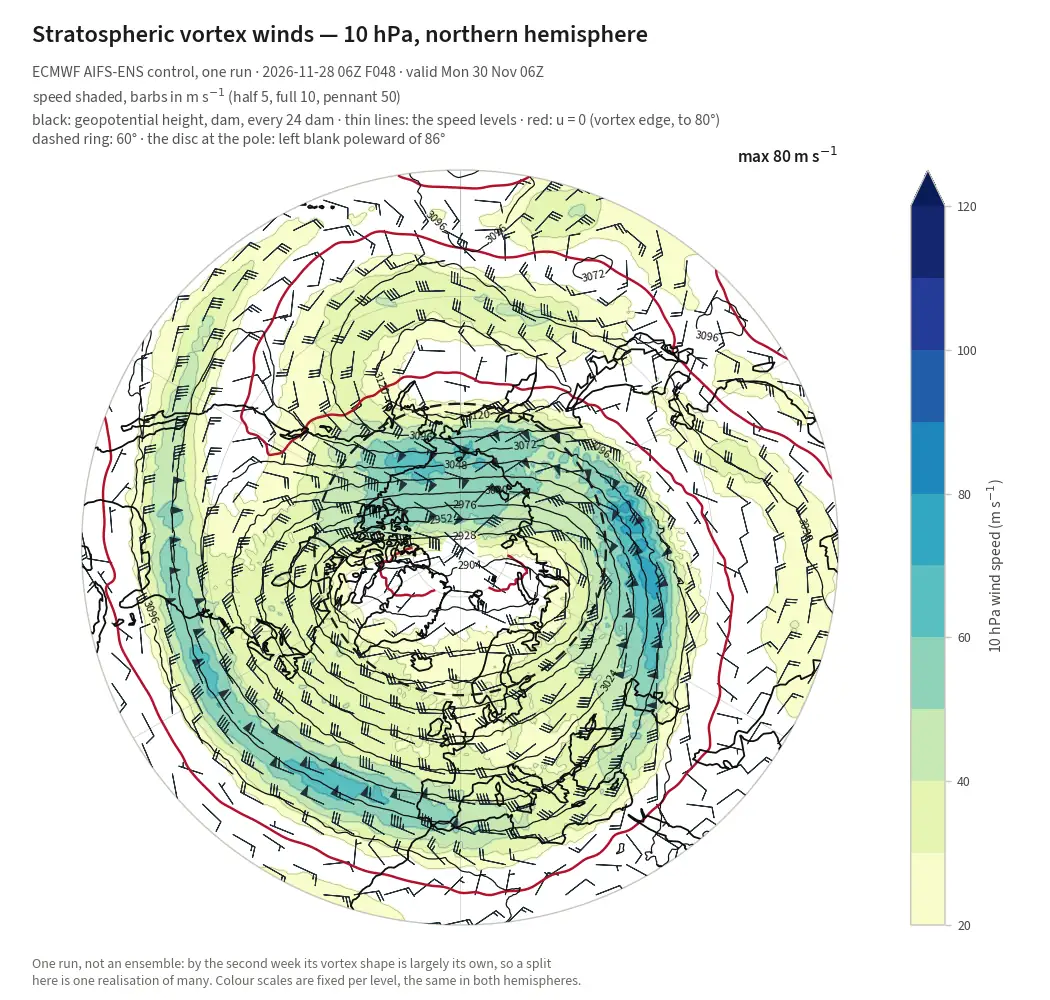 Stratospheric vortex winds — 10 hPa, northern hemisphere
ECMWF AIFS-ENS control, one run · 2026-11-28 06Z F048 · valid Mon 30 Nov 06Z
speed shaded, barbs in m s⁻¹ (half 5, full 10, pennant 50)
black: geopotential height, dam, every 24 dam · thin lines: the speed levels · red: u = 0 (vortex edge, to 80°)
dashed ring: 60° · the disc at the pole: left blank poleward of 86°
max 80 m s⁻¹
120
100
80
60
40
20
10 hPa wind speed (m s⁻¹)
3096
3072
3096
3120
3072
3048
2976
2952
2928
2904
3096
3024
One run, not an ensemble: by the second week its vortex shape is largely its own, so a split
here is one realisation of many. Colour scales are fixed per level, the same in both hemispheres.